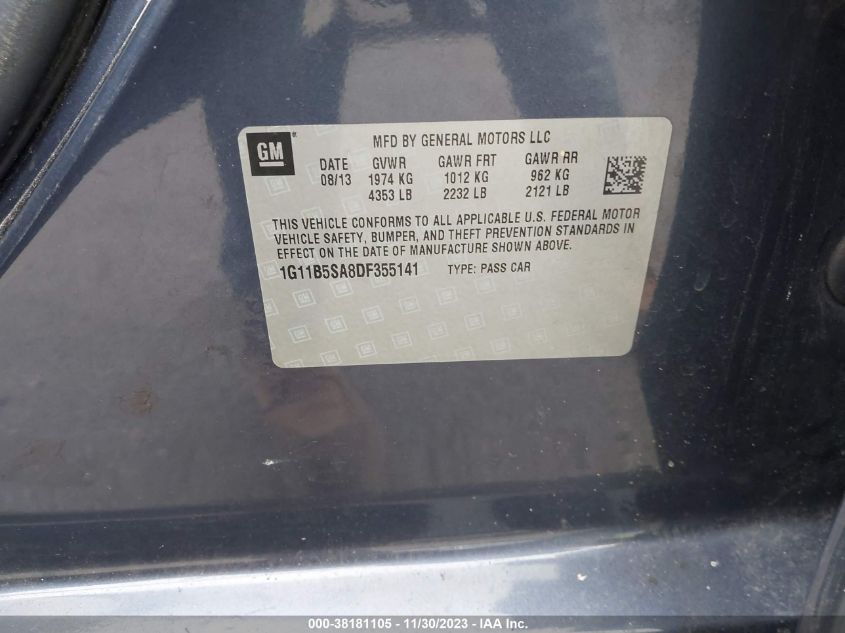 GM
MFD BY GENERAL MOTORS LLC
DATE GVWR GAWR FRT GAWR RR
08/13 1974 KG 1012 KG 962 KG
4353 LB 2232 LB 2121 LB
THIS VEHICLE CONFORMS TO ALL APPLICABLE U.S. FEDERAL MOTOR
VEHICLE SAFETY, BUMPER, AND THEFT PREVENTION STANDARDS IN
EFFECT ON THE DATE OF MANUFACTURE SHOWN ABOVE.
1G11B5SA8DF355141 TYPE: PASS CAR
000-38181105 - 11/30/2023 - IAA Inc.